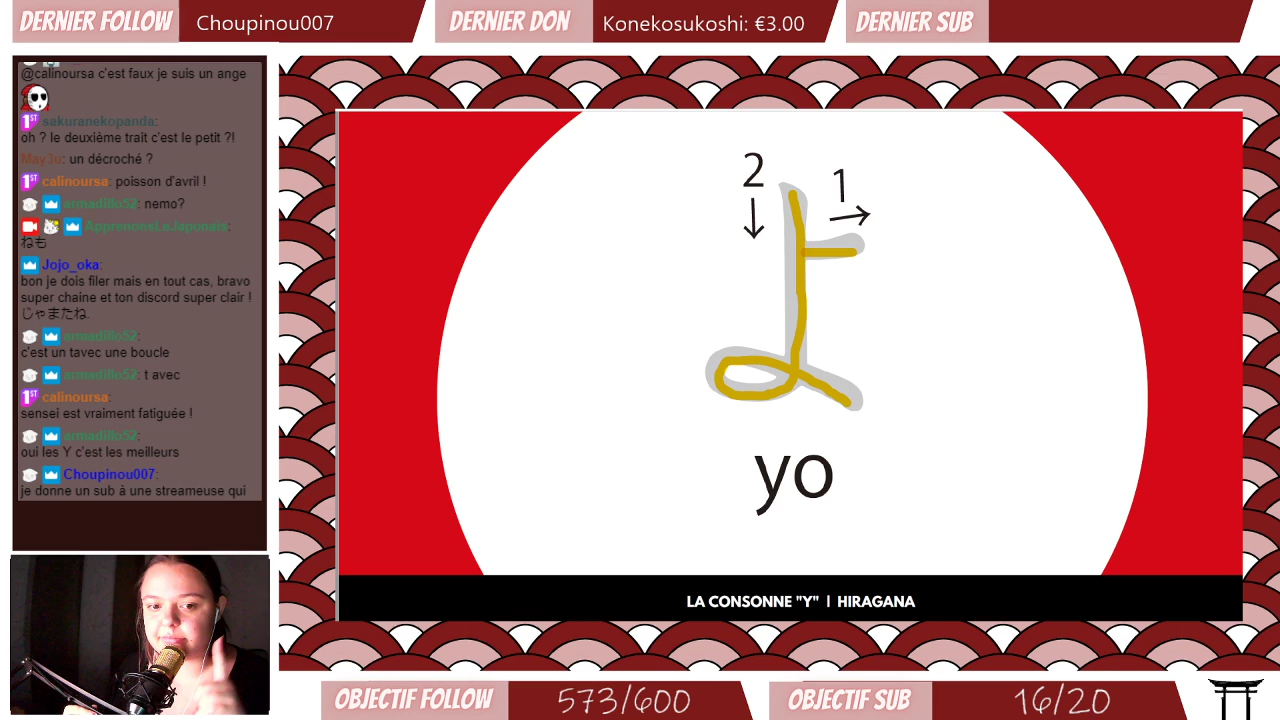 DERNIER FOLLOW
Choupinou007
DERNIER DON
Konekosukoshi: €3.00
DERNIER SUB
@calinoursa c'est faux je suis un ange
1ST sakuranekopanda:
oh ? le deuxième trait c'est le petit ?!
May3u: un décroché ?
1ST calinoursa: poisson d'avril !
armadillo52: nemo?
ApprenonsLeJaponais:
ねも
Jojo_oka:
bon je dois filer mais en tout cas, bravo
super chaine et ton discord super clair !
じゃまたね.
armadillo52:
c'est un tavec une boucle
armadillo52: t avec
1ST calinoursa:
sensei est vraiment fatiguée !
armadillo52:
oui les Y c'est les meilleurs
Choupinou007:
je donne un sub à une streameuse qui
2
1
よ
yo
LA CONSONNE "Y" | HIRAGANA
OBJECTIF FOLLOW
573/600
OBJECTIF SUB
16/20